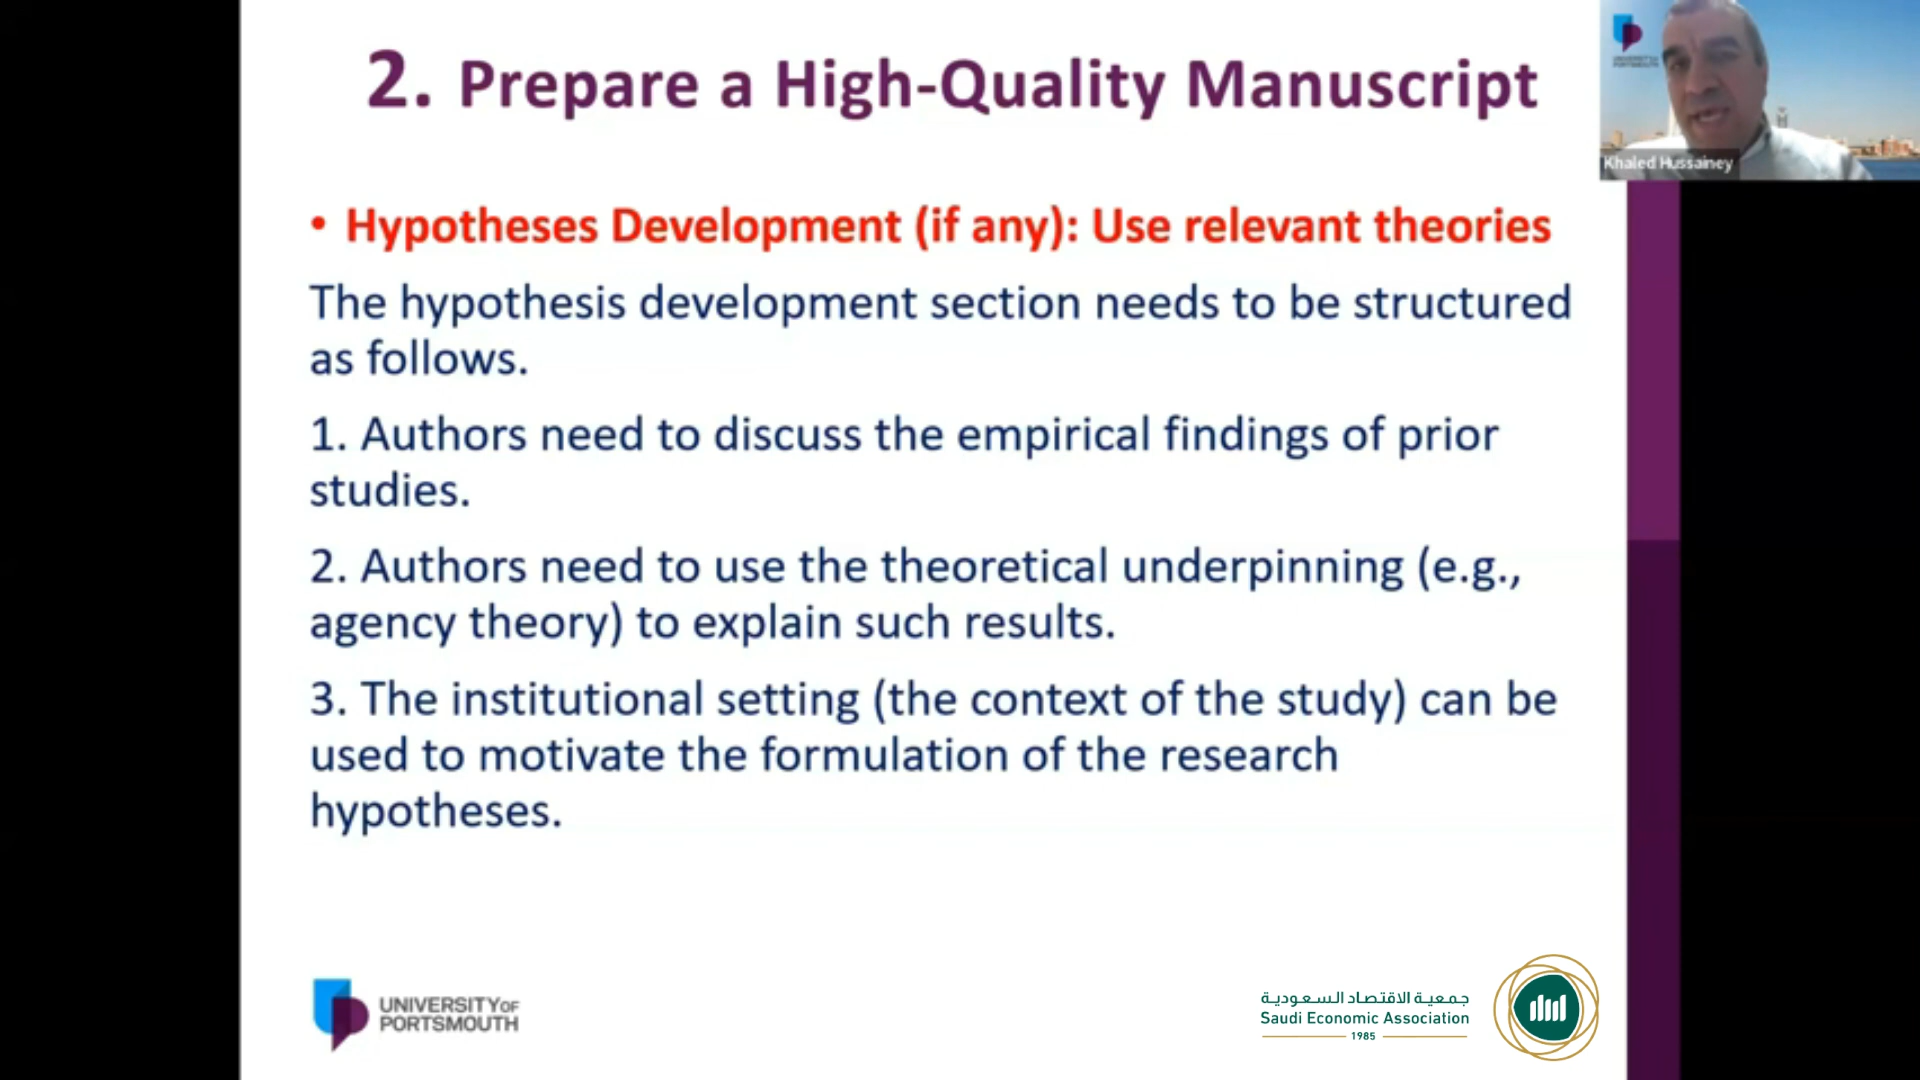 2. Prepare a High-Quality Manuscript
UNIVERSITY OF
PORTSMOUTH
Khaled Hussainey
• Hypotheses Development (if any): Use relevant theories
The hypothesis development section needs to be structured
as follows.
1. Authors need to discuss the empirical findings of prior
studies.
2. Authors need to use the theoretical underpinning (e.g.,
agency theory) to explain such results.
3. The institutional setting (the context of the study) can be
used to motivate the formulation of the research
hypotheses.
UNIVERSITY OF
PORTSMOUTH
جمعية الاقتصاد السعودية
Saudi Economic Association
1985